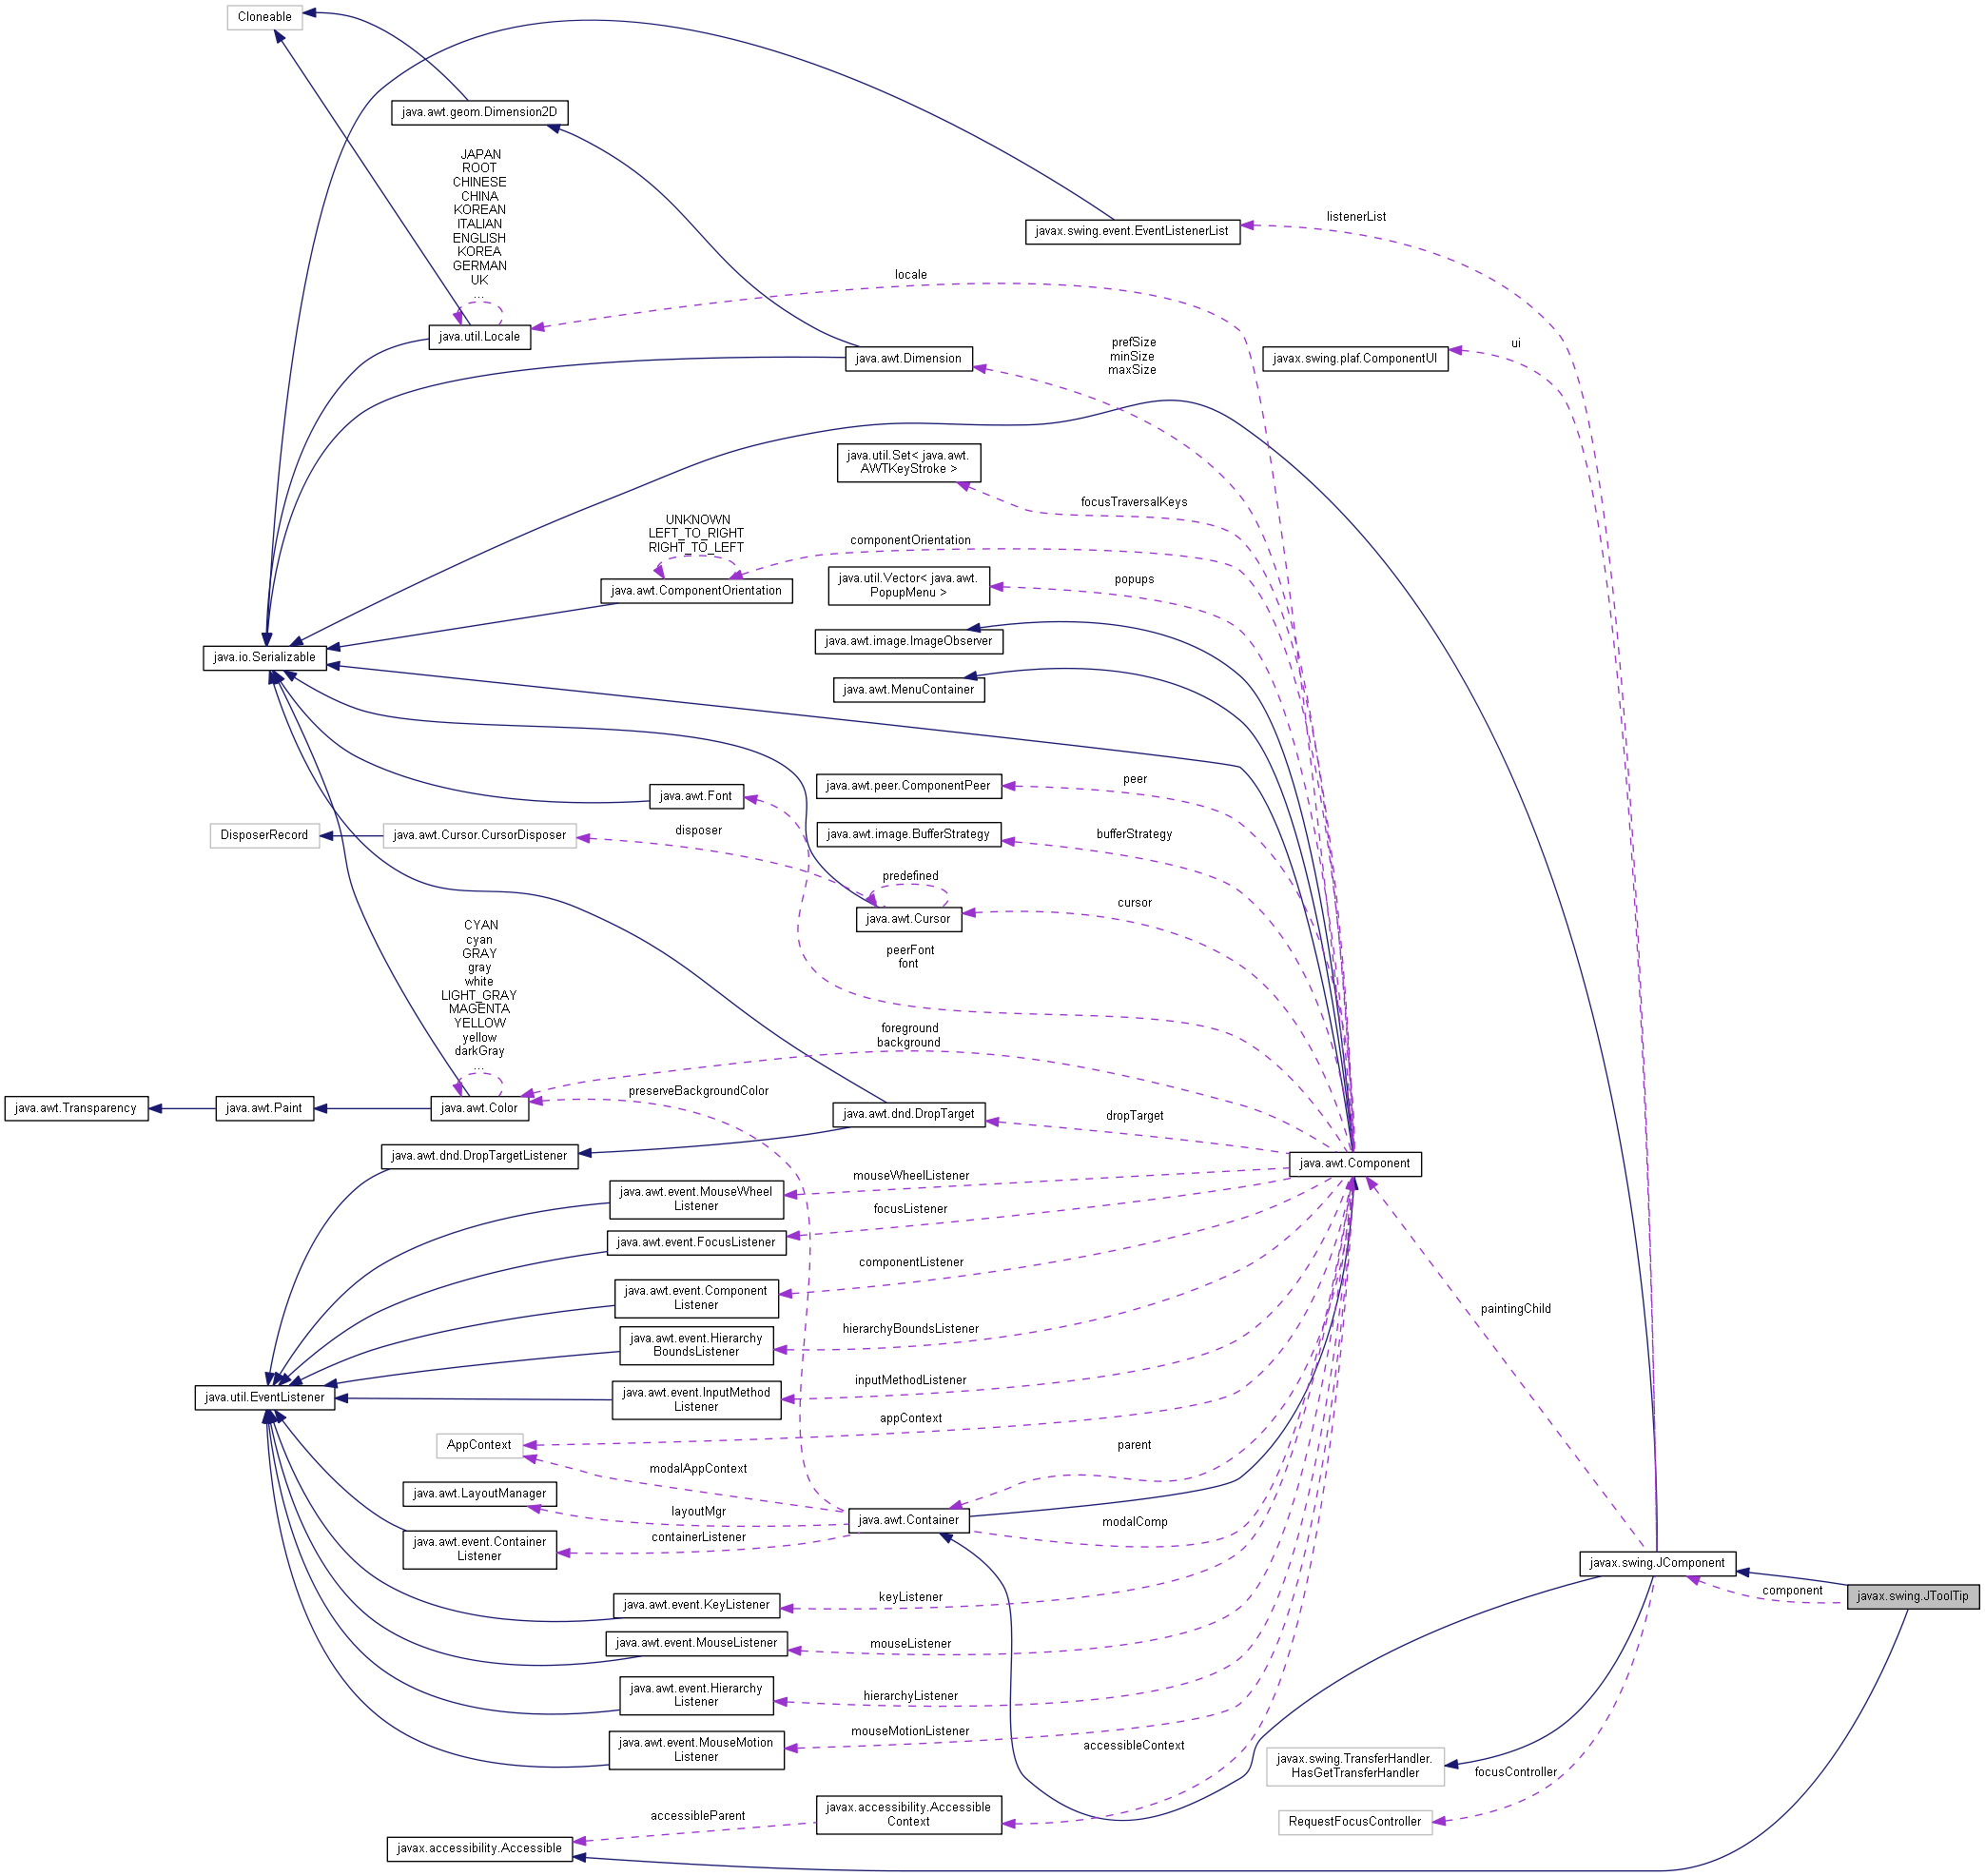 Cloneable
java.awt.geom.Dimension2D
JAPAN
ROOT
CHINESE
CHINA
KOREAN
ITALIAN
ENGLISH
KOREA
GERMAN
UK
...
listenerList
javax.swing.event.EventListenerList
locale
java.util.Locale
java.awt.Dimension
prefSize
minSize
maxSize
javax.swing.plaf.ComponentUI
ui
java.util.Set< java.awt.
AWTKeyStroke >
focusTraversalKeys
UNKNOWN
LEFT_TO_RIGHT
RIGHT_TO_LEFT
componentOrientation
java.awt.ComponentOrientation
java.util.Vector< java.awt.
PopupMenu >
popups
java.awt.image.ImageObserver
java.io.Serializable
java.awt.MenuContainer
java.awt.peer.ComponentPeer
peer
java.awt.Font
DisposerRecord
java.awt.Cursor.CursorDisposer
disposer
java.awt.image.BufferStrategy
bufferStrategy
predefined
java.awt.Cursor
cursor
peerFont
font
CYAN
cyan
GRAY
gray
white
LIGHT_GRAY
MAGENTA
YELLOW
yellow
darkGray
...
foreground
background
preserveBackgroundColor
java.awt.Transparency
java.awt.Paint
java.awt.Color
java.awt.dnd.DropTarget
dropTarget
java.awt.dnd.DropTargetListener
java.awt.Component
mouseWheelListener
java.awt.event.MouseWheel
Listener
focusListener
java.awt.event.FocusListener
componentListener
java.awt.event.Component
Listener
paintingChild
hierarchyBoundsListener
java.awt.event.Hierarchy
BoundsListener
inputMethodListener
java.awt.event.InputMethod
Listener
java.util.EventListener
appContext
AppContext
parent
modalAppContext
java.awt.LayoutManager
layoutMgr
java.awt.Container
modalComp
containerListener
java.awt.event.Container
Listener
javax.swing.JComponent
component
javax.swing.JToolTip
java.awt.event.KeyListener
keyListener
java.awt.event.MouseListener
mouseListener
java.awt.event.Hierarchy
Listener
hierarchyListener
java.awt.event.MouseMotion
Listener
mouseMotionListener
accessibleContext
javax.swing.TransferHandler.
HasGetTransferHandler
focusController
RequestFocusController
javax.accessibility.Accessible
Context
accessibleParent
javax.accessibility.Accessible